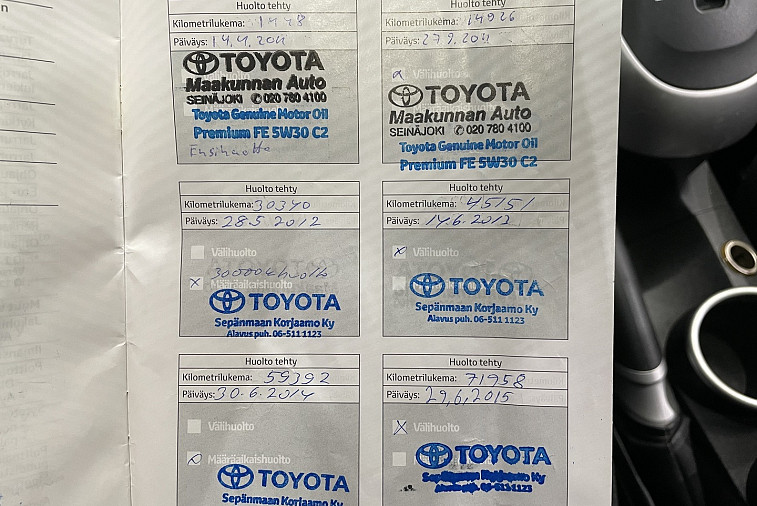 Huolto tehty
Kilometrilukema: 1478
Päiväys: 14.4.2011
TOYOTA
Maakunnan Auto
SEINÄJOKI 020 780 4100
Toyota Genuine Motor Oil
Premium FE 5W30 C2
Ensihuolto
Huolto tehty
Kilometrilukema: 14926
Päiväys: 27.9.2011
Välihuolto
TOYOTA
Maakunnan Auto
SEINÄJOKI 020 780 4100
Toyota Genuine Motor Oil
Premium FE 5W30 C2
Huolto tehty
Kilometrilukema: 30340
Päiväys: 28.5.2012
Välihuolto
x Määräaikaishuolto
TOYOTA
Sepänmaan Korjaamo Ky
Alavus puh. 06-511 1123
Huolto tehty
Kilometrilukema: 45151
Päiväys: 14.6.2013
x Välihuolto
TOYOTA
Sepänmaan Korjaamo Ky
Alavus puh. 06-511 1123
Huolto tehty
Kilometrilukema: 59392
Päiväys: 30.6.2014
Välihuolto
Määräaikaishuolto
TOYOTA
Sepänmaan Korjaamo Ky
Huolto tehty
Kilometrilukema: 71958
Päiväys: 29.6.2015
X Välihuolto
TOYOTA
Sepänmaan Korjaamo Ky